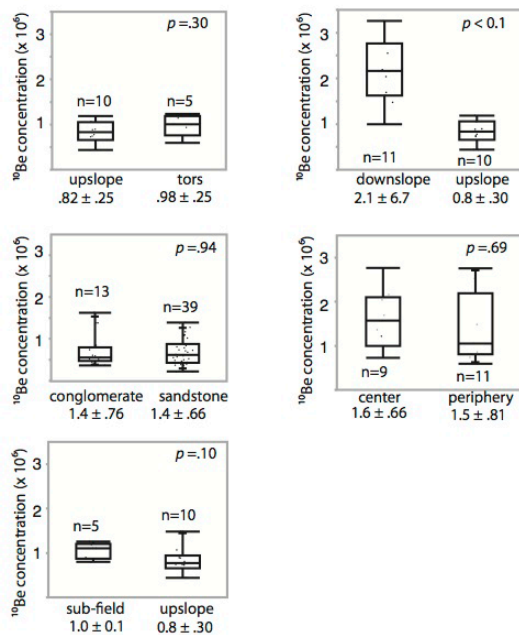 ¹⁰Be concentration (x 10⁶)
3
2
1
p =.30
n=10
n=5
upslope
tors
.82 ± .25
.98 ± .25
¹⁰Be concentration (x 10⁶)
3
2
1
p < 0.1
n=11
n=10
downslope
upslope
2.1 ± 6.7
0.8 ± .30
¹⁰Be concentration (x 10⁶)
3
2
1
p =.94
n=13
n=39
conglomerate
sandstone
1.4 ± .76
1.4 ± .66
¹⁰Be concentration (x 10⁶)
3
2
1
p =.69
n=9
n=11
center
periphery
1.6 ± .66
1.5 ± .81
¹⁰Be concentration (x 10⁶)
3
2
1
p =.10
n=5
n=10
sub-field
upslope
1.0 ± 0.1
0.8 ± .30